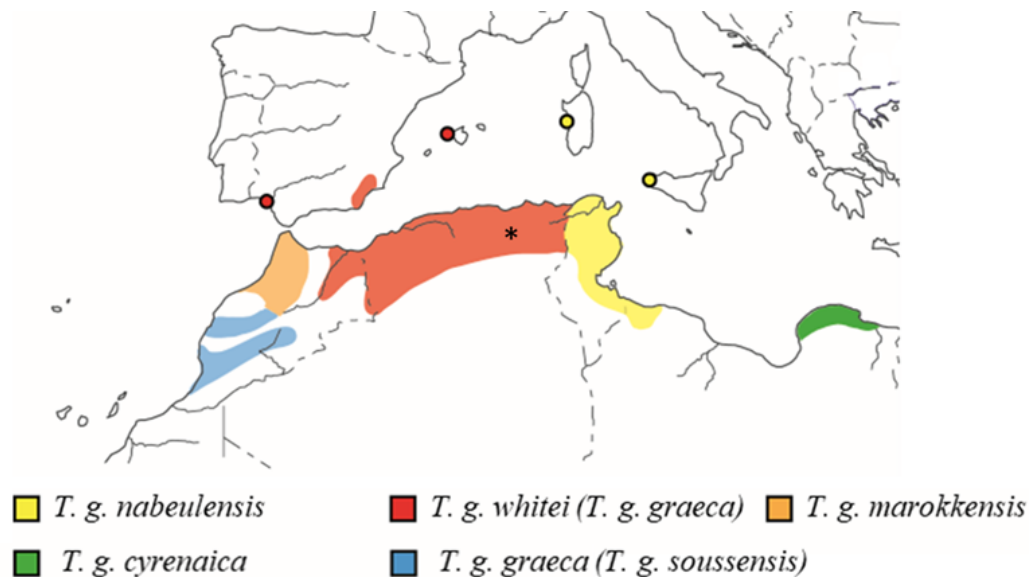 *
T. g. nabeulensis T. g. whitei (T. g. graeca) T. g. marokkensis
T. g. cyrenaica T. g. graeca (T. g. soussensis)